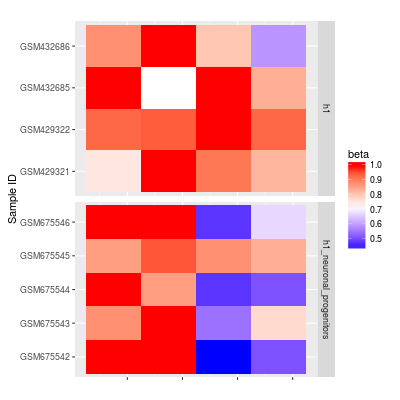 GSM432686
GSM432685
GSM429322
GSM429321
h1
GSM675546
GSM675545
GSM675544
GSM675543
GSM675542
h1_neuronal_progenitors
Sample ID
beta
1.0
0.9
0.8
0.7
0.6
0.5